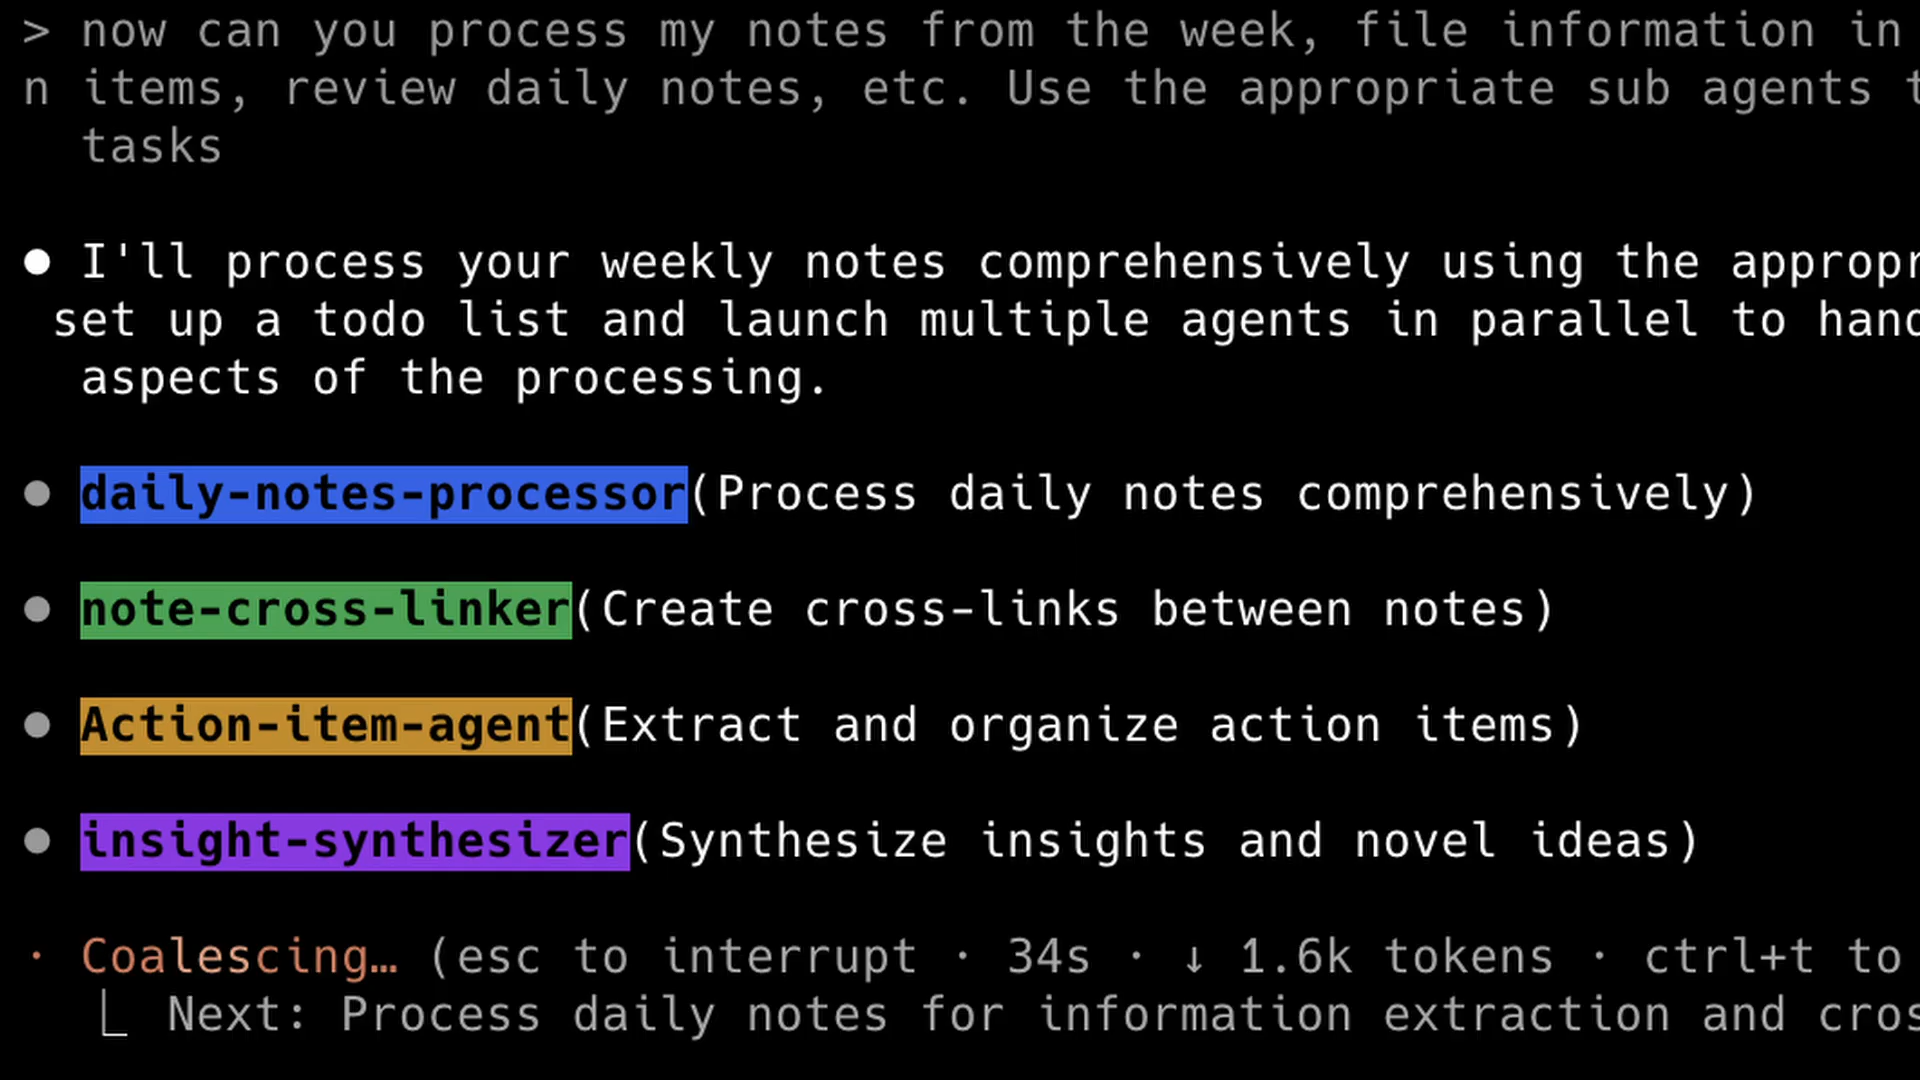 > now can you process my notes from the week, file information in
n items, review daily notes, etc. Use the appropriate sub agents
tasks
● I'll process your weekly notes comprehensively using the
set up a todo list and launch multiple agents in parallel to
aspects of the processing.
● daily-notes-processor(Process daily notes comprehensively)
● note-cross-linker(Create cross-links between notes)
● Action-item-agent(Extract and organize action items)
● insight-synthesizer(Synthesize insights and novel ideas)
· Coalescing… (esc to interrupt · 34s · ↓ 1.6k tokens · ctrl+t to
⎿ Next: Process daily notes for information extraction and